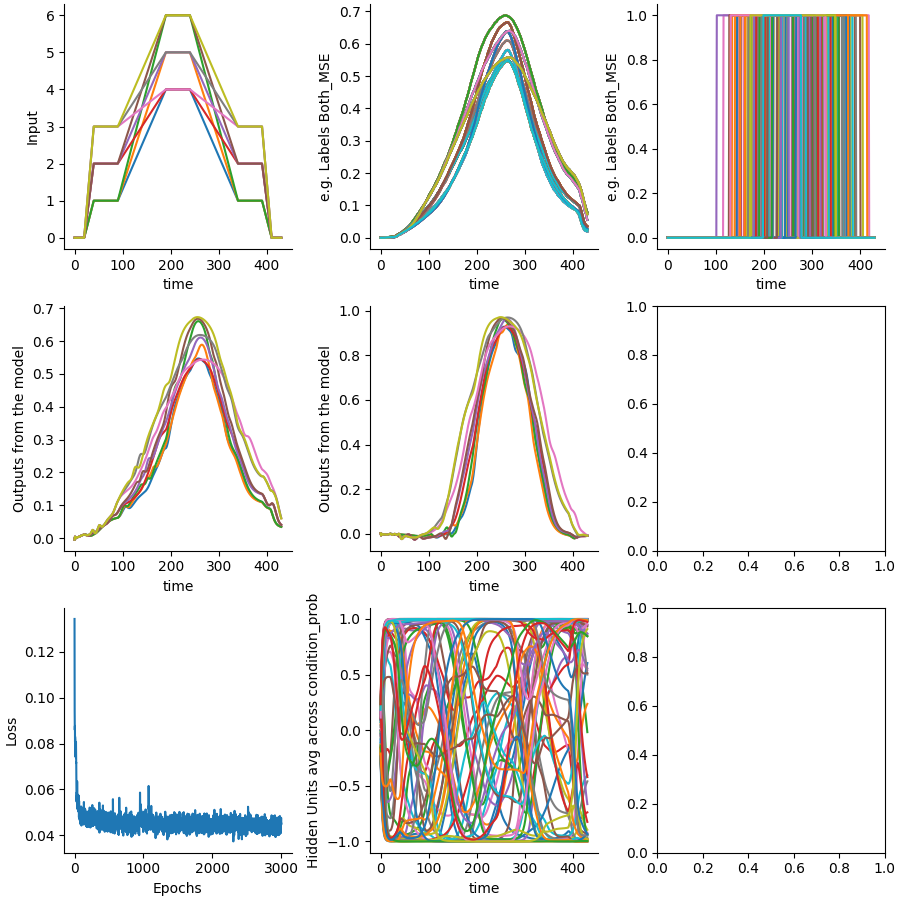 6
5
4
3
2
1
0
Input
0 100 200 300 400
time
0.7
0.6
0.5
0.4
0.3
0.2
0.1
0.0
e.g. Labels Both_MSE
0 100 200 300 400
time
1.0
0.8
0.6
0.4
0.2
0.0
e.g. Labels Both_MSE
0 100 200 300 400
time
0.7
0.6
0.5
0.4
0.3
0.2
0.1
0.0
Outputs from the model
0 100 200 300 400
time
1.0
0.8
0.6
0.4
0.2
0.0
Outputs from the model
0 100 200 300 400
time
1.0
0.8
0.6
0.4
0.2
0.0
0.0 0.2 0.4 0.6 0.8 1.0
0.12
0.10
0.08
0.06
0.04
Loss
0 1000 2000 3000
Epochs
1.0
0.5
0.0
−0.5
−1.0
Hidden Units avg across condition_prob
0 100 200 300 400
time
1.0
0.8
0.6
0.4
0.2
0.0
0.0 0.2 0.4 0.6 0.8 1.0